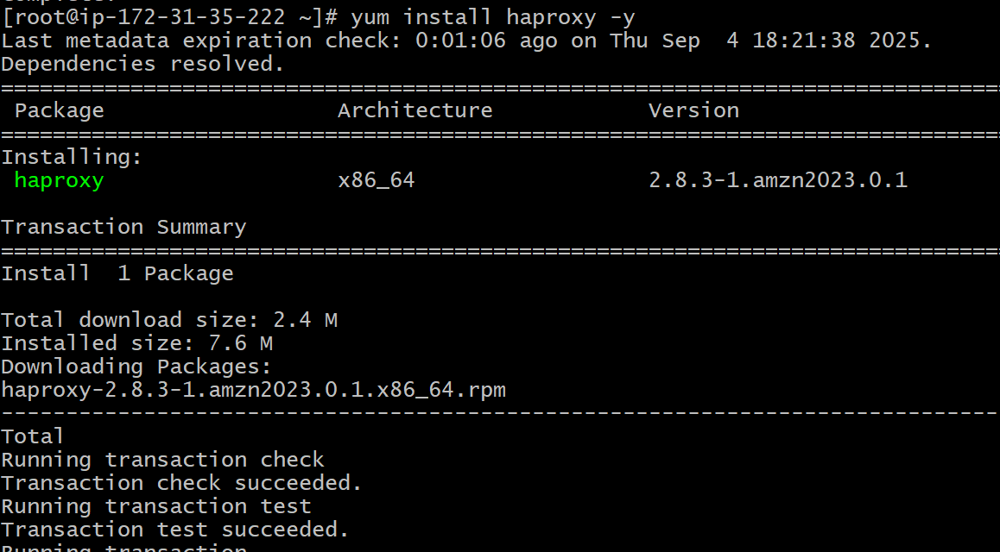 [root@ip-172-31-35-222 ~]# yum install haproxy -y
Last metadata expiration check: 0:01:06 ago on Thu Sep  4 18:21:38 2025.
Dependencies resolved.
================================================================================
 Package                  Architecture            Version
================================================================================
Installing:
 haproxy                  x86_64                  2.8.3-1.amzn2023.0.1
Transaction Summary
================================================================================
Install  1 Package
Total download size: 2.4 M
Installed size: 7.6 M
Downloading Packages:
haproxy-2.8.3-1.amzn2023.0.1.x86_64.rpm
--------------------------------------------------------------------------------
Total
Running transaction check
Transaction check succeeded.
Running transaction test
Transaction test succeeded.
Running transaction